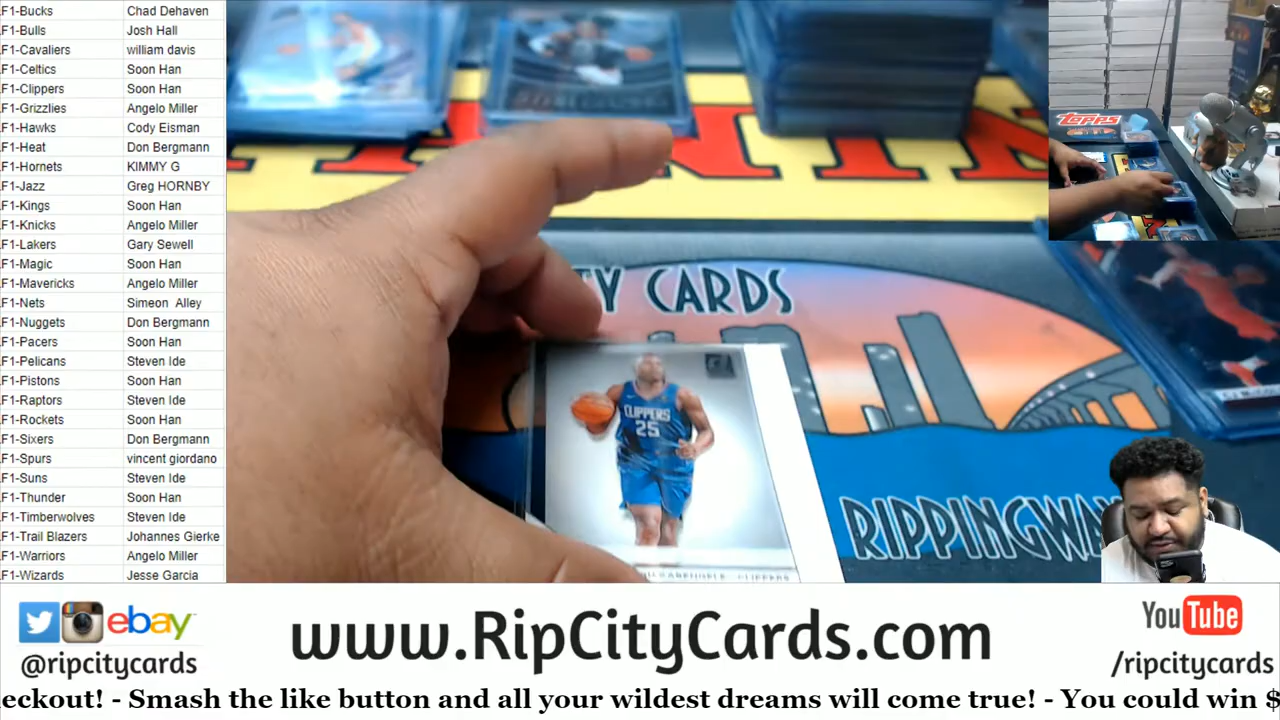 F1-Bucks Chad Dehaven
F1-Bulls Josh Hall
F1-Cavaliers william davis
F1-Celtics Soon Han
F1-Clippers Soon Han
F1-Grizzlies Angelo Miller
F1-Hawks Cody Eisman
F1-Heat Don Bergmann
F1-Hornets KIMMY G
F1-Jazz Greg HORNBY
F1-Kings Soon Han
F1-Knicks Angelo Miller
F1-Lakers Gary Sewell
F1-Magic Soon Han
F1-Mavericks Angelo Miller
F1-Nets Simeon Alley
F1-Nuggets Don Bergmann
F1-Pacers Soon Han
F1-Pelicans Steven Ide
F1-Pistons Soon Han
F1-Raptors Steven Ide
F1-Rockets Soon Han
F1-Sixers Don Bergmann
F1-Spurs vincent giordano
F1-Suns Steven Ide
F1-Thunder Soon Han
F1-Timberwolves Steven Ide
F1-Trail Blazers Johannes Gierke
F1-Warriors Angelo Miller
F1-Wizards Jesse Garcia
TOPPS
TY CARDS
CLIPPERS
25
CLIPPERS
RIPPINGWA
ebay
@ripcitycards
www.RipCityCards.com
YouTube
/ripcitycards
eckout! - Smash the like button and all your wildest dreams will come true! - You could win $